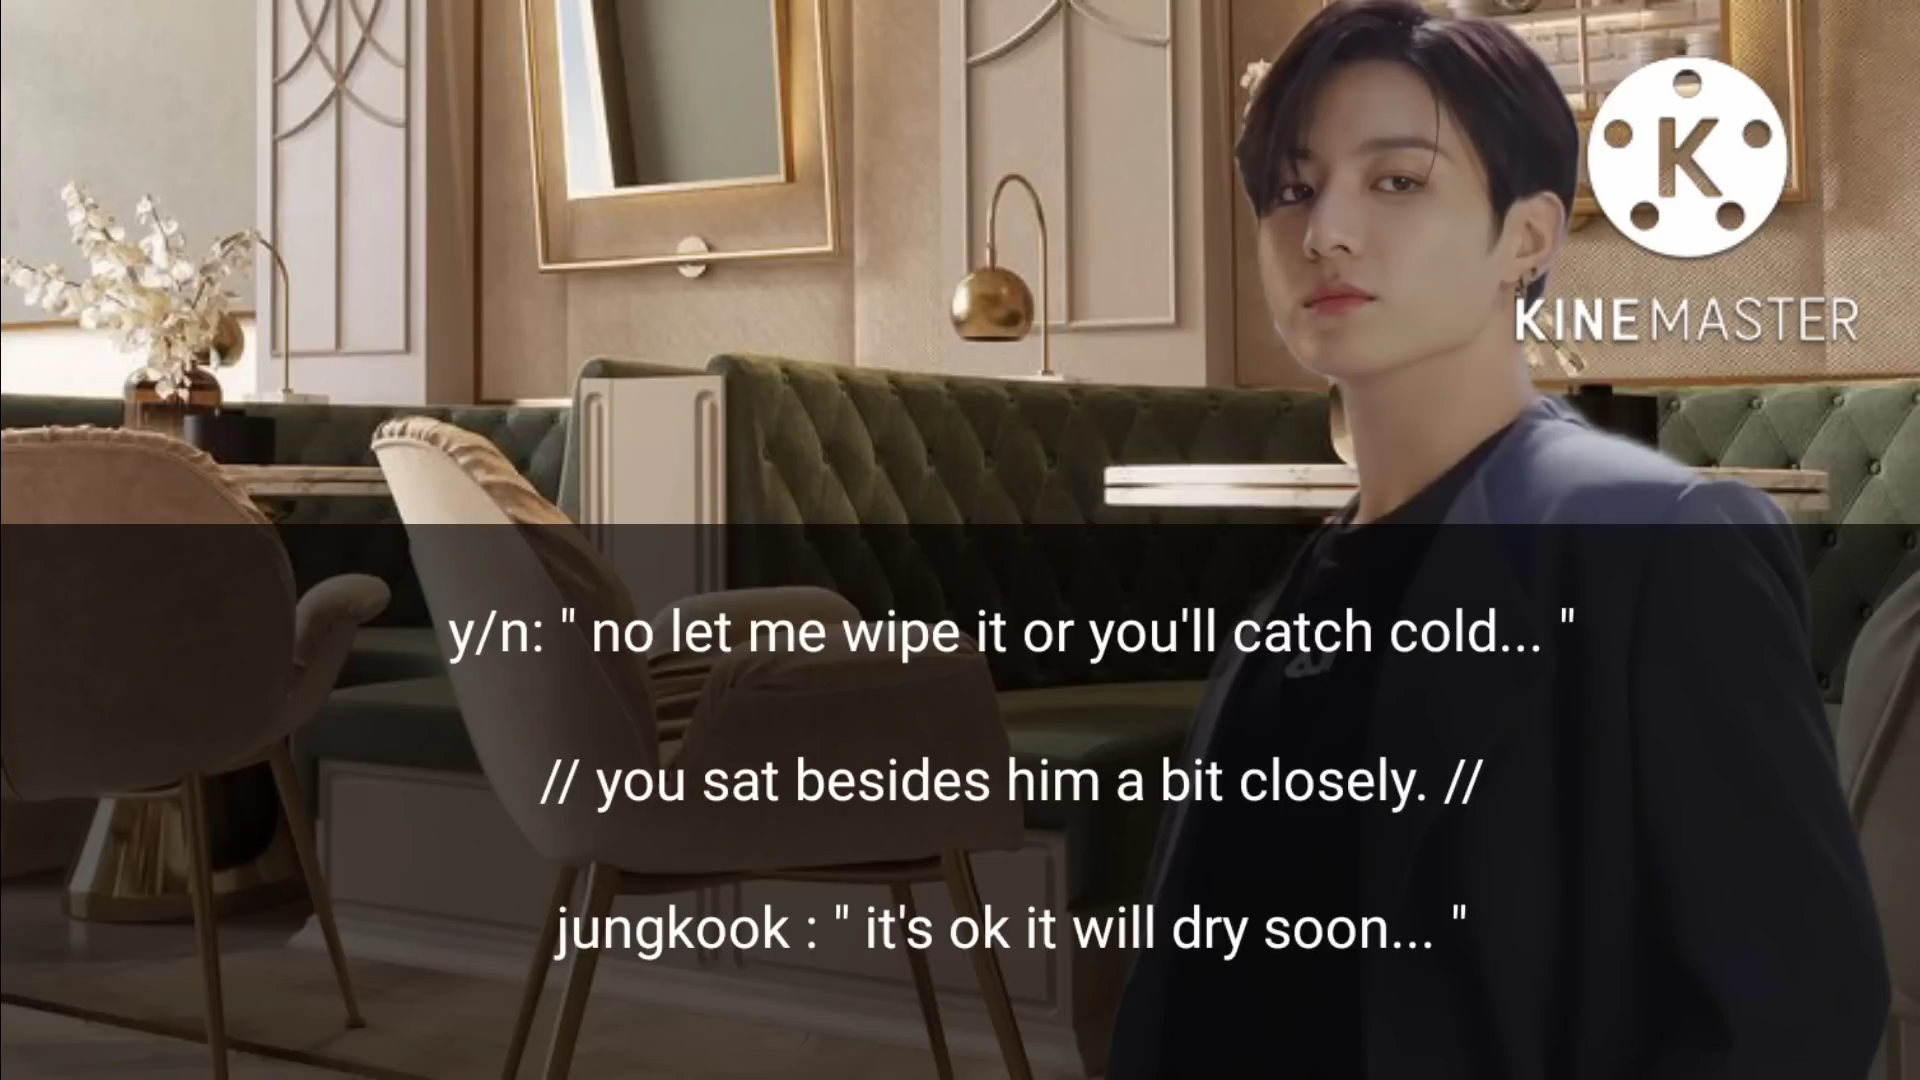 K
KINEMASTER
y/n: " no let me wipe it or you'll catch cold... "
// you sat besides him a bit closely. //
jungkook : " it's ok it will dry soon... "